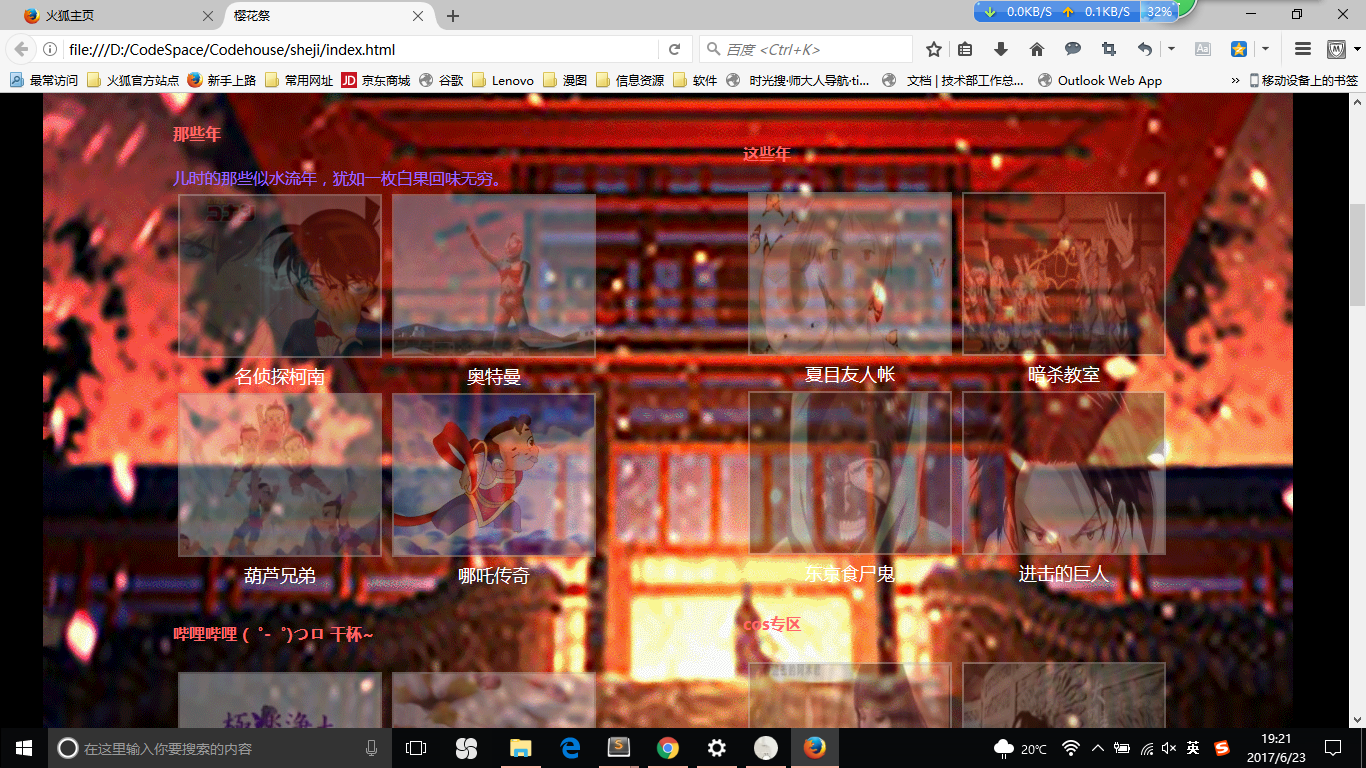 火狐主页
樱花祭
0.0KB/S
0.1KB/S
32%
file:///D:/CodeSpace/Codehouse/sheji/index.html
百度 <Ctrl+K>
最常访问
火狐官方站点
新手上路
常用网址
JD 京东商城
谷歌
Lenovo
漫图
信息资源
软件
时光搜·师大人导航·ti...
文档 | 技术部工作总...
Outlook Web App
移动设备上的书签
那些年
儿时的那些似水流年，犹如一枚白果回味无穷。
这些年
名侦探柯南
奥特曼
夏目友人帐
暗杀教室
葫芦兄弟
哪吒传奇
东京食尸鬼
进击的巨人
哔哩哔哩 ( ゜- ゜)つロ 干杯~
cos专区
極楽浄土
在这里输入你要搜索的内容
20℃
英
19:21
2017/6/23